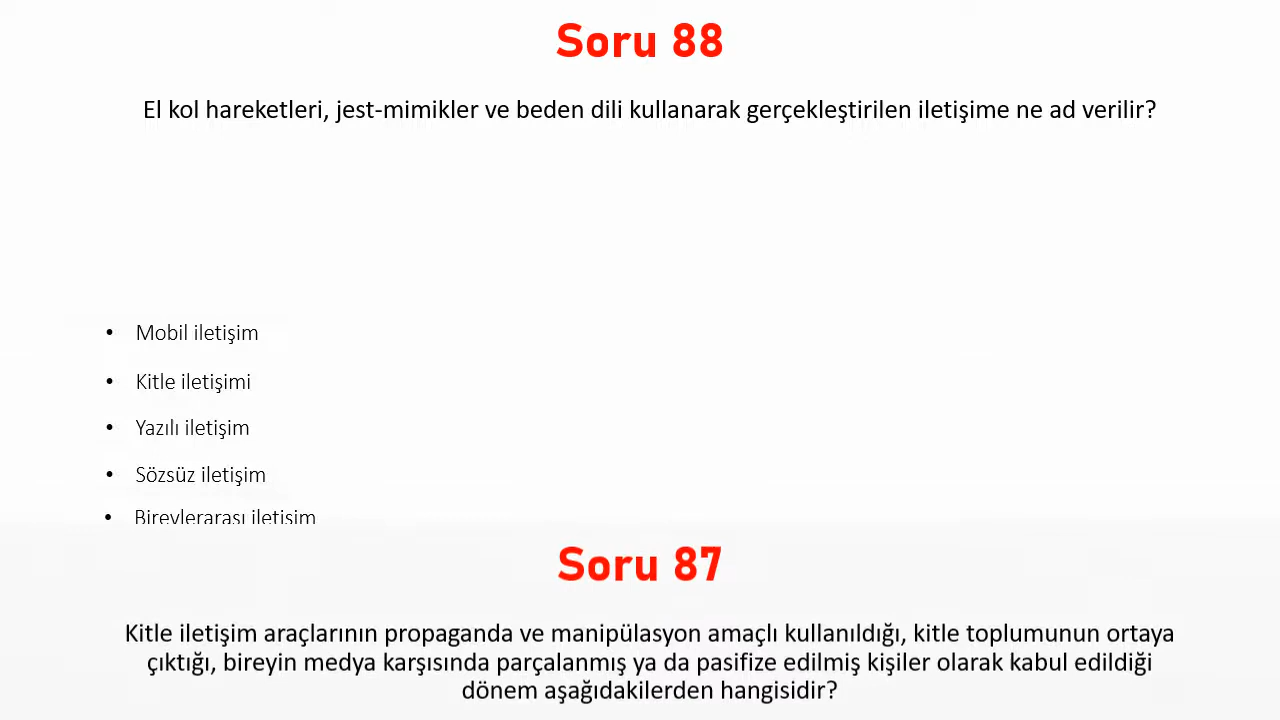 Soru 88
El kol hareketleri, jest-mimikler ve beden dili kullanarak gerçekleştirilen iletişime ne ad verilir?
• Mobil iletişim
• Kitle iletişimi
• Yazılı iletişim
• Sözsüz iletişim
• Bireylerarası iletişim
Soru 87
Kitle iletişim araçlarının propaganda ve manipülasyon amaçlı kullanıldığı, kitle toplumunun ortaya
çıktığı, bireyin medya karşısında parçalanmış ya da pasifize edilmiş kişiler olarak kabul edildiği
dönem aşağıdakilerden hangisidir?